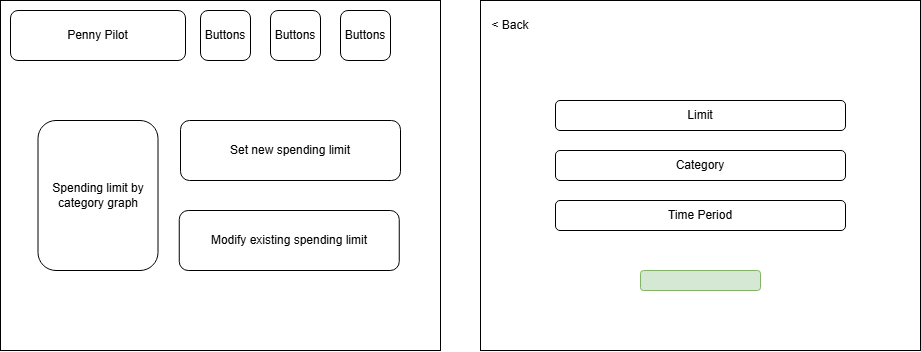 Penny Pilot
Buttons
Buttons
Buttons
Spending limit by
category graph
Set new spending limit
Modify existing spending limit
< Back
Limit
Category
Time Period